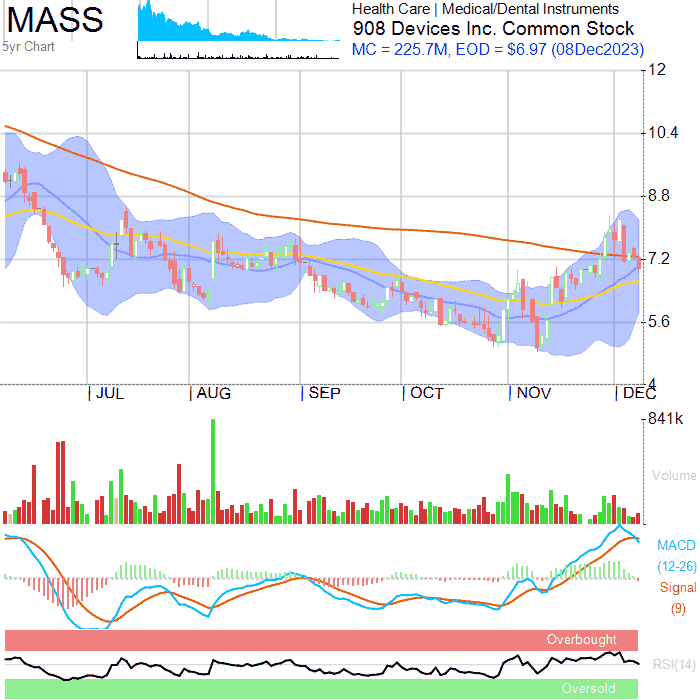 MASS
5yr Chart
Health Care | Medical/Dental Instruments
908 Devices Inc. Common Stock
MC = 225.7M, EOD = $6.97 (08Dec2023)
12
10.4
8.8
7.2
5.6
4
| JUL | AUG | SEP | OCT | NOV | DEC
841k
Volume
MACD
(12-26)
Signal
(9)
Overbought
RSI(14)
Oversold